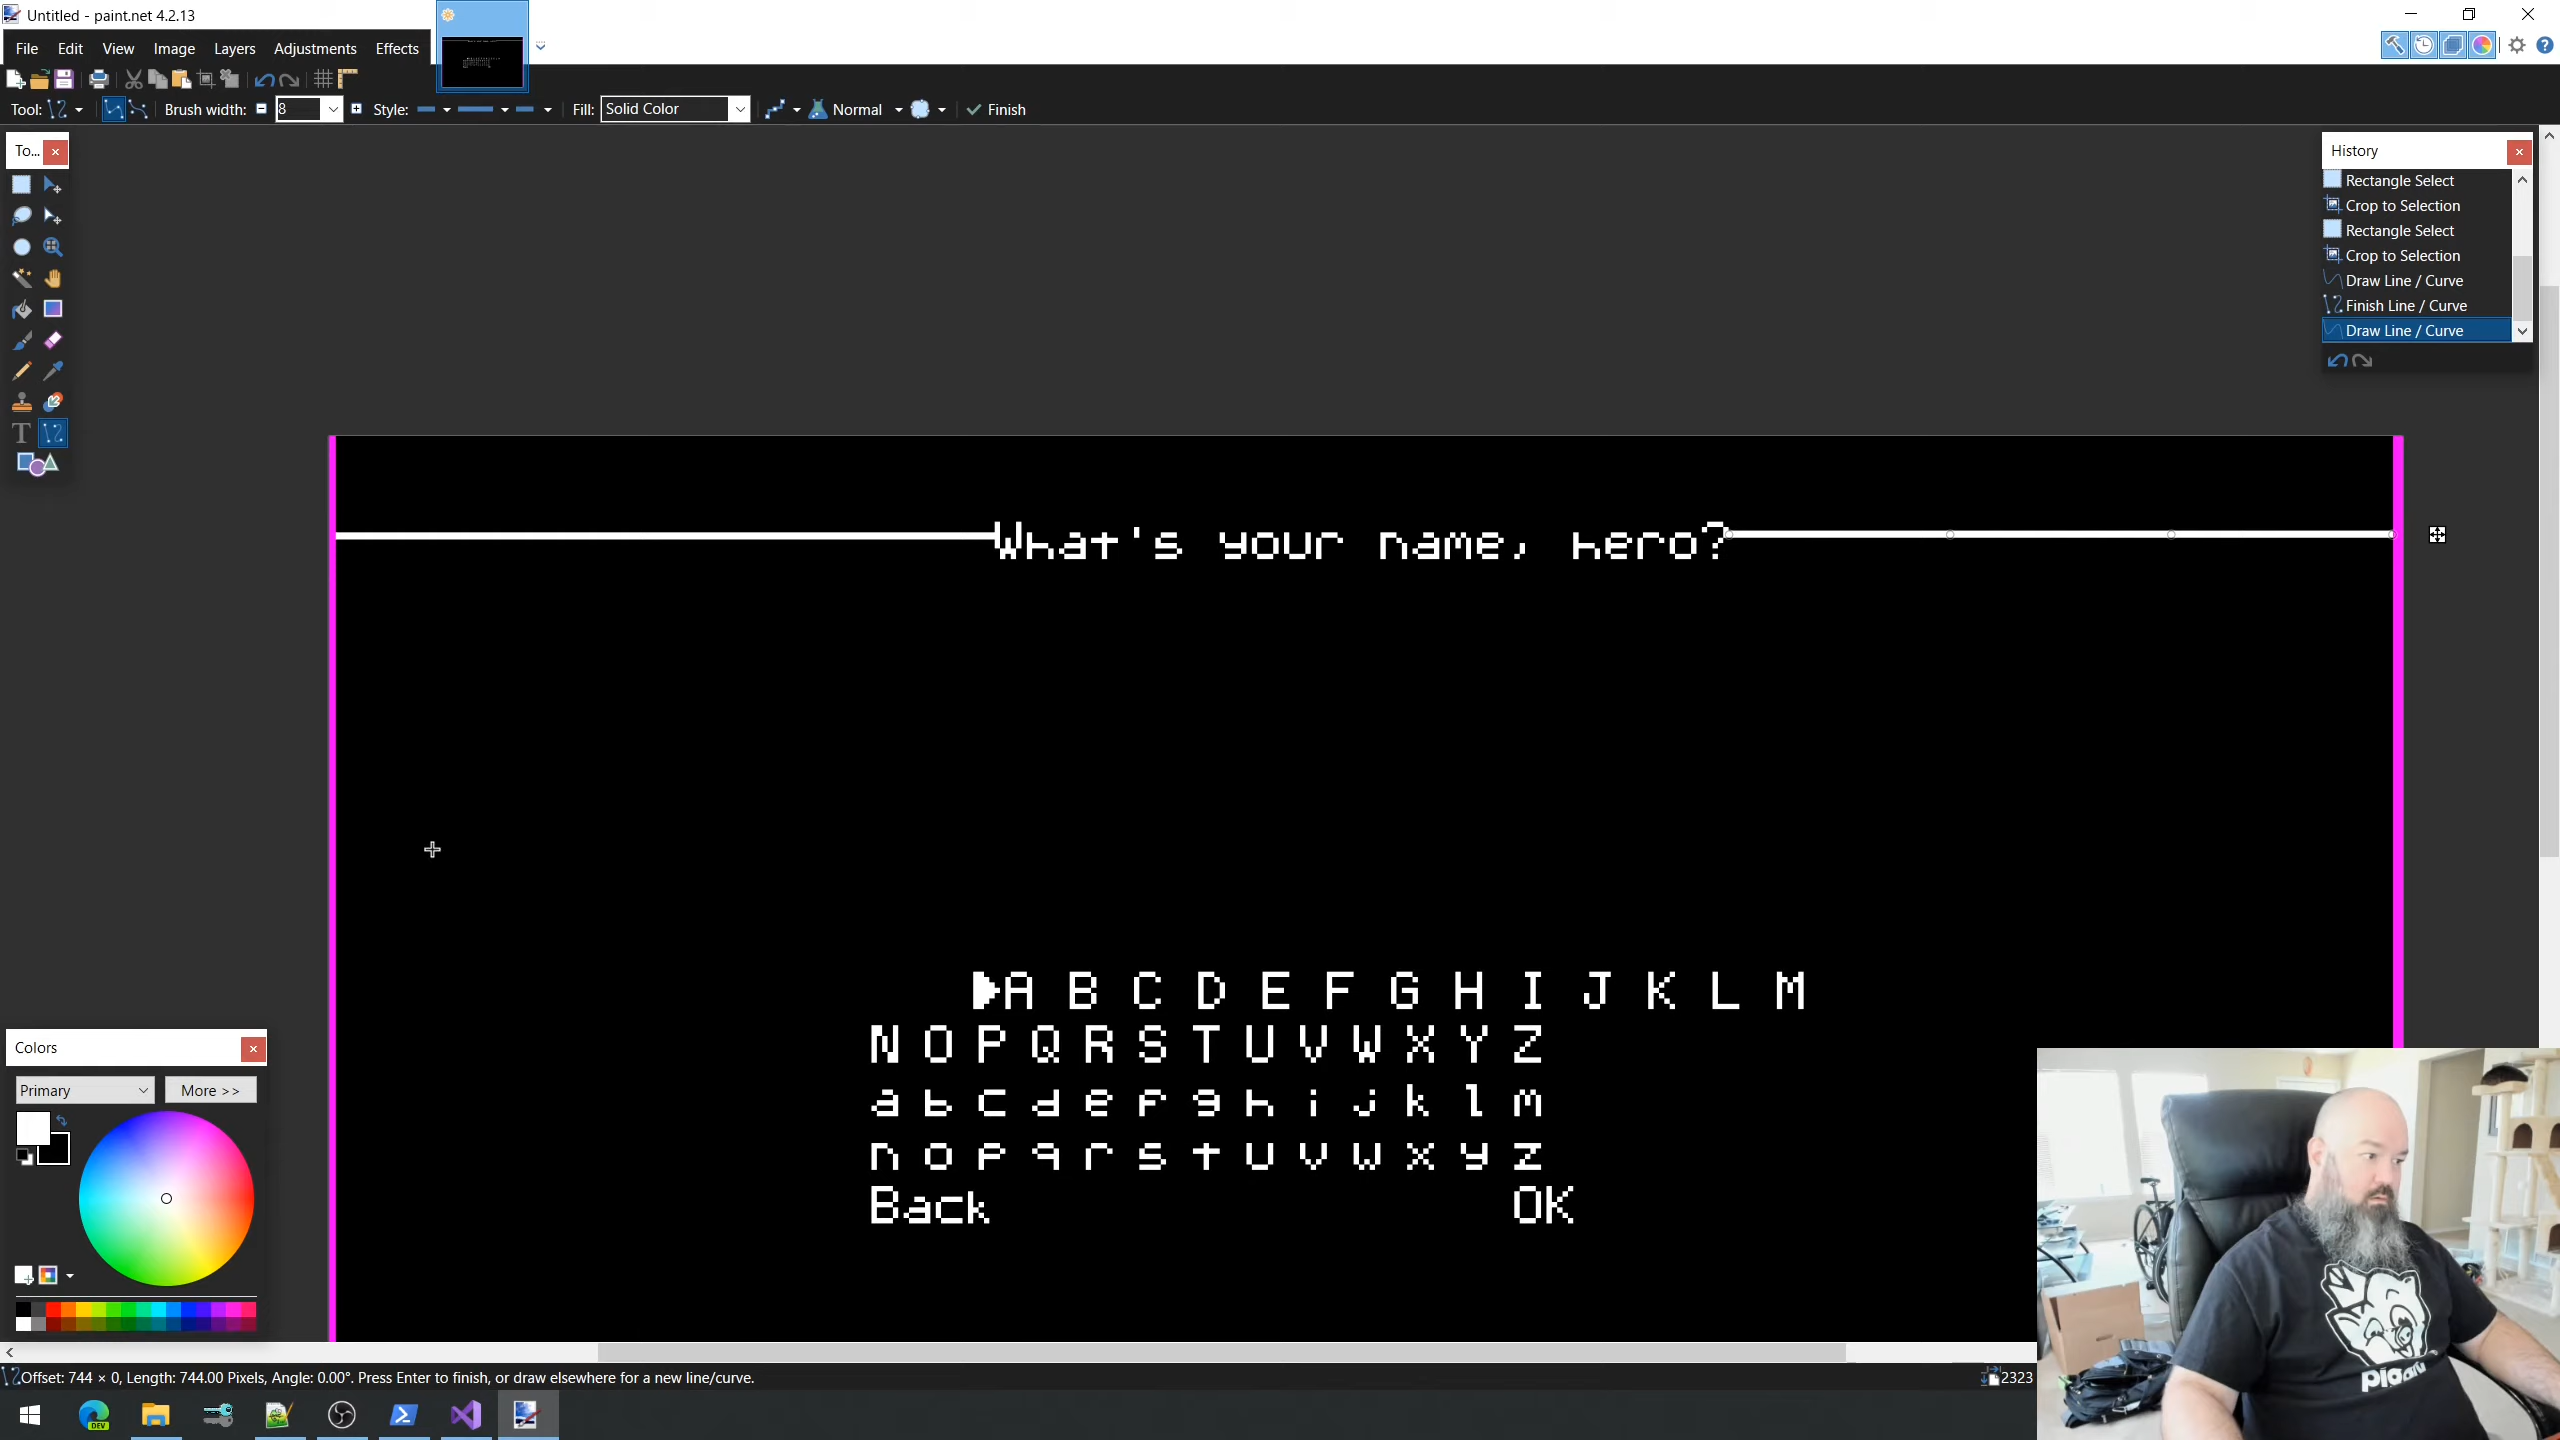 Untitled - paint.net 4.2.13
File Edit View Image Layers Adjustments Effects
Tool: Brush width: 8 Style: Fill: Solid Color Normal Finish
To...
History
Rectangle Select
Crop to Selection
Rectangle Select
Crop to Selection
Draw Line / Curve
Finish Line / Curve
Draw Line / Curve
What's your name, hero?
A B C D E F G H I J K L M
N O P Q R S T U V W X Y Z
a b c d e f g h i j k l m
n o p q r s t u v w x y z
Back OK
Colors
Primary More >>
Offset: 744 × 0, Length: 744.00 Pixels, Angle: 0.00°. Press Enter to finish, or draw elsewhere for a new line/curve.
2323
DEV